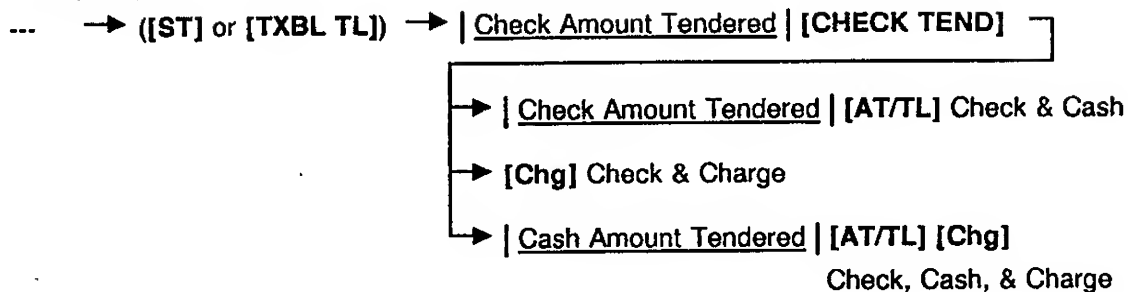 --- ([ST] or [TXBL TL]) | Check Amount Tendered | [CHECK TEND]
| Check Amount Tendered | [AT/TL] Check & Cash
[Chg] Check & Charge
| Cash Amount Tendered | [AT/TL] [Chg]
Check, Cash, & Charge